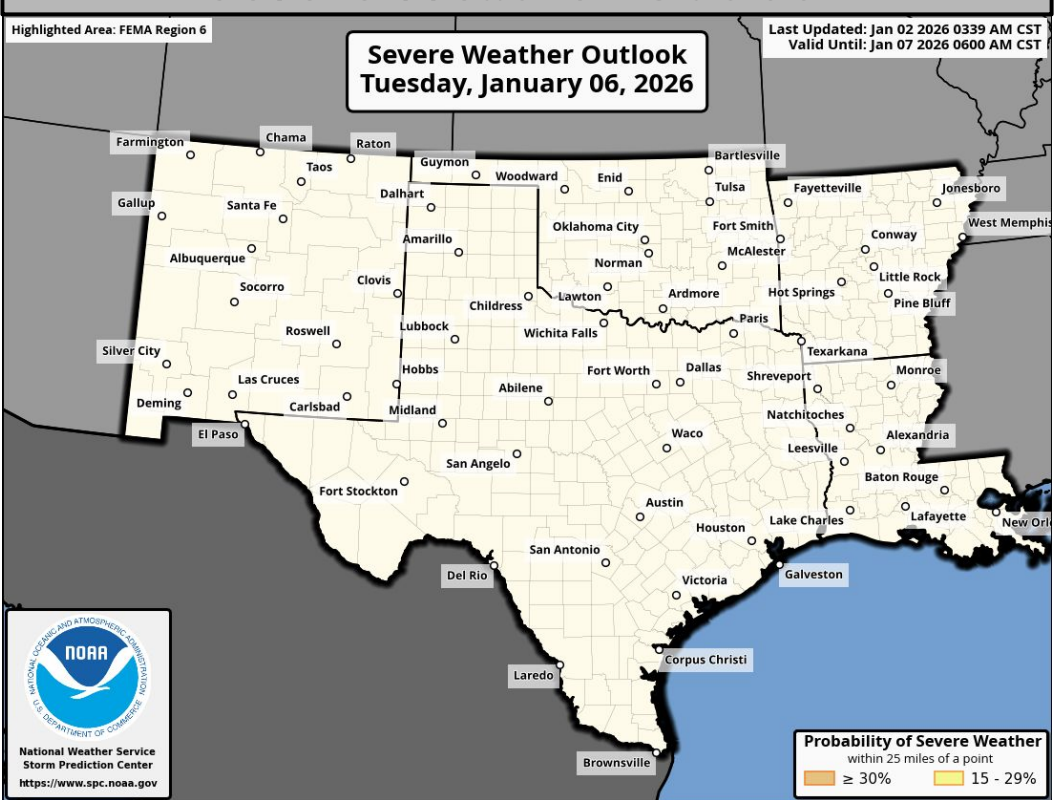 Highlighted Area: FEMA Region 6
Severe Weather Outlook
Tuesday, January 06, 2026
Last Updated: Jan 02 2026 0339 AM CST
Valid Until: Jan 07 2026 0600 AM CST
Farmington
Chama
Raton
Guymon
Bartlesville
Taos
Woodward
Enid
Tulsa
Fayetteville
Jonesboro
Gallup
Santa Fe
Dalhart
Oklahoma City
Fort Smith
West Memphis
Albuquerque
Amarillo
Norman
McAlester
Conway
Socorro
Clovis
Childress
Lawton
Ardmore
Hot Springs
Little Rock
Pine Bluff
Roswell
Lubbock
Wichita Falls
Paris
Texarkana
Silver City
Las Cruces
Hobbs
Abilene
Fort Worth
Dallas
Shreveport
Monroe
Deming
Carlsbad
Midland
Natchitoches
El Paso
San Angelo
Waco
Leesville
Alexandria
Fort Stockton
Austin
Baton Rouge
Houston
Lake Charles
Lafayette
New Orl
San Antonio
Del Rio
Victoria
Galveston
Laredo
Corpus Christi
Brownsville
NATIONAL OCEANIC AND ATMOSPHERIC ADMINISTRATION
NOAA
U.S. DEPARTMENT OF COMMERCE
National Weather Service
Storm Prediction Center
https://www.spc.noaa.gov
Probability of Severe Weather
within 25 miles of a point
≥ 30%
15 - 29%